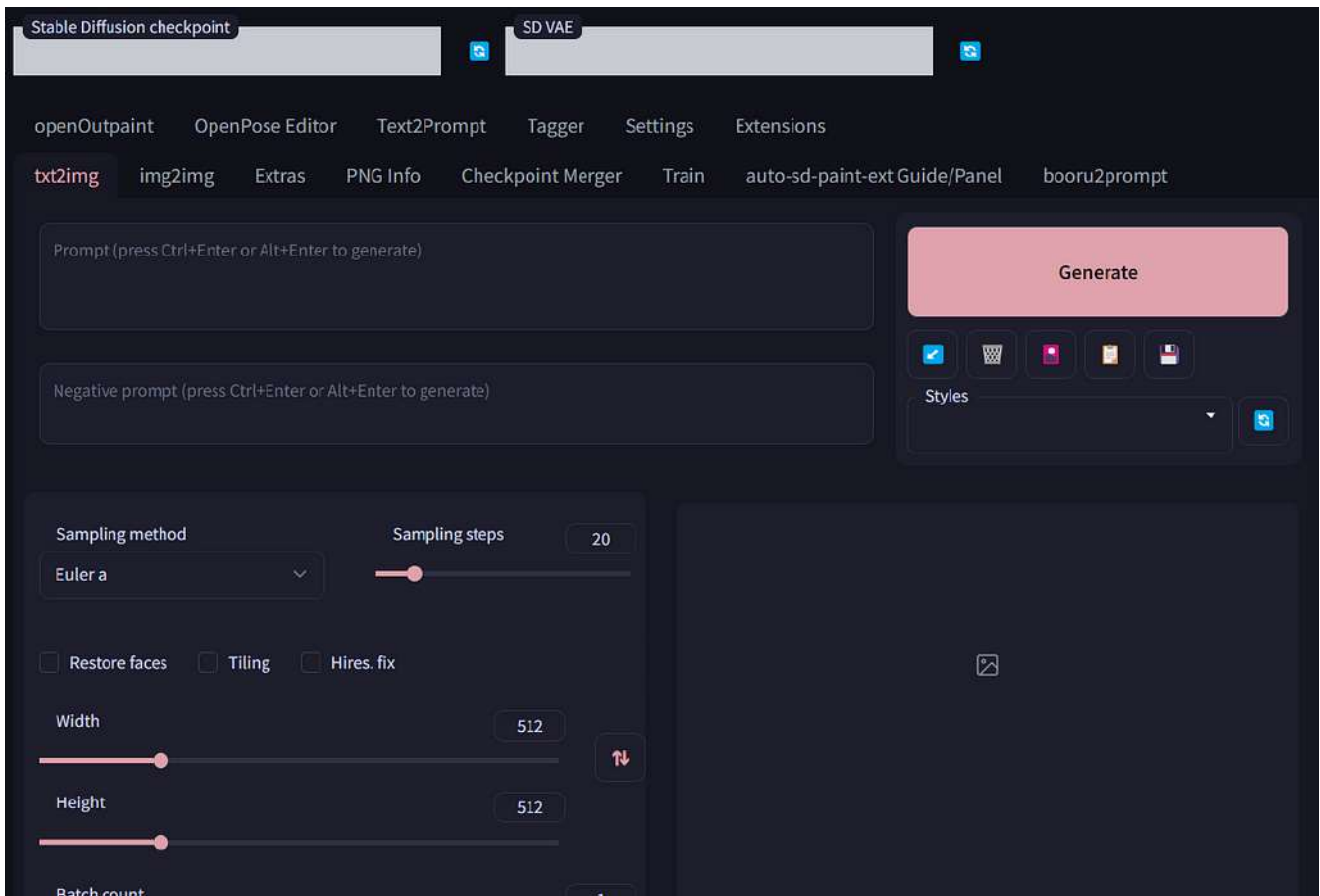 Stable Diffusion checkpoint
SD VAE
openOutpaint OpenPose Editor Text2Prompt Tagger Settings Extensions
txt2img img2img Extras PNG Info Checkpoint Merger Train auto-sd-paint-ext Guide/Panel booru2prompt
Prompt (press Ctrl+Enter or Alt+Enter to generate)
Generate
Negative prompt (press Ctrl+Enter or Alt+Enter to generate)
Styles
Sampling method
Sampling steps
20
Euler a
Restore faces
Tiling
Hires. fix
Width
512
Height
512
Batch count